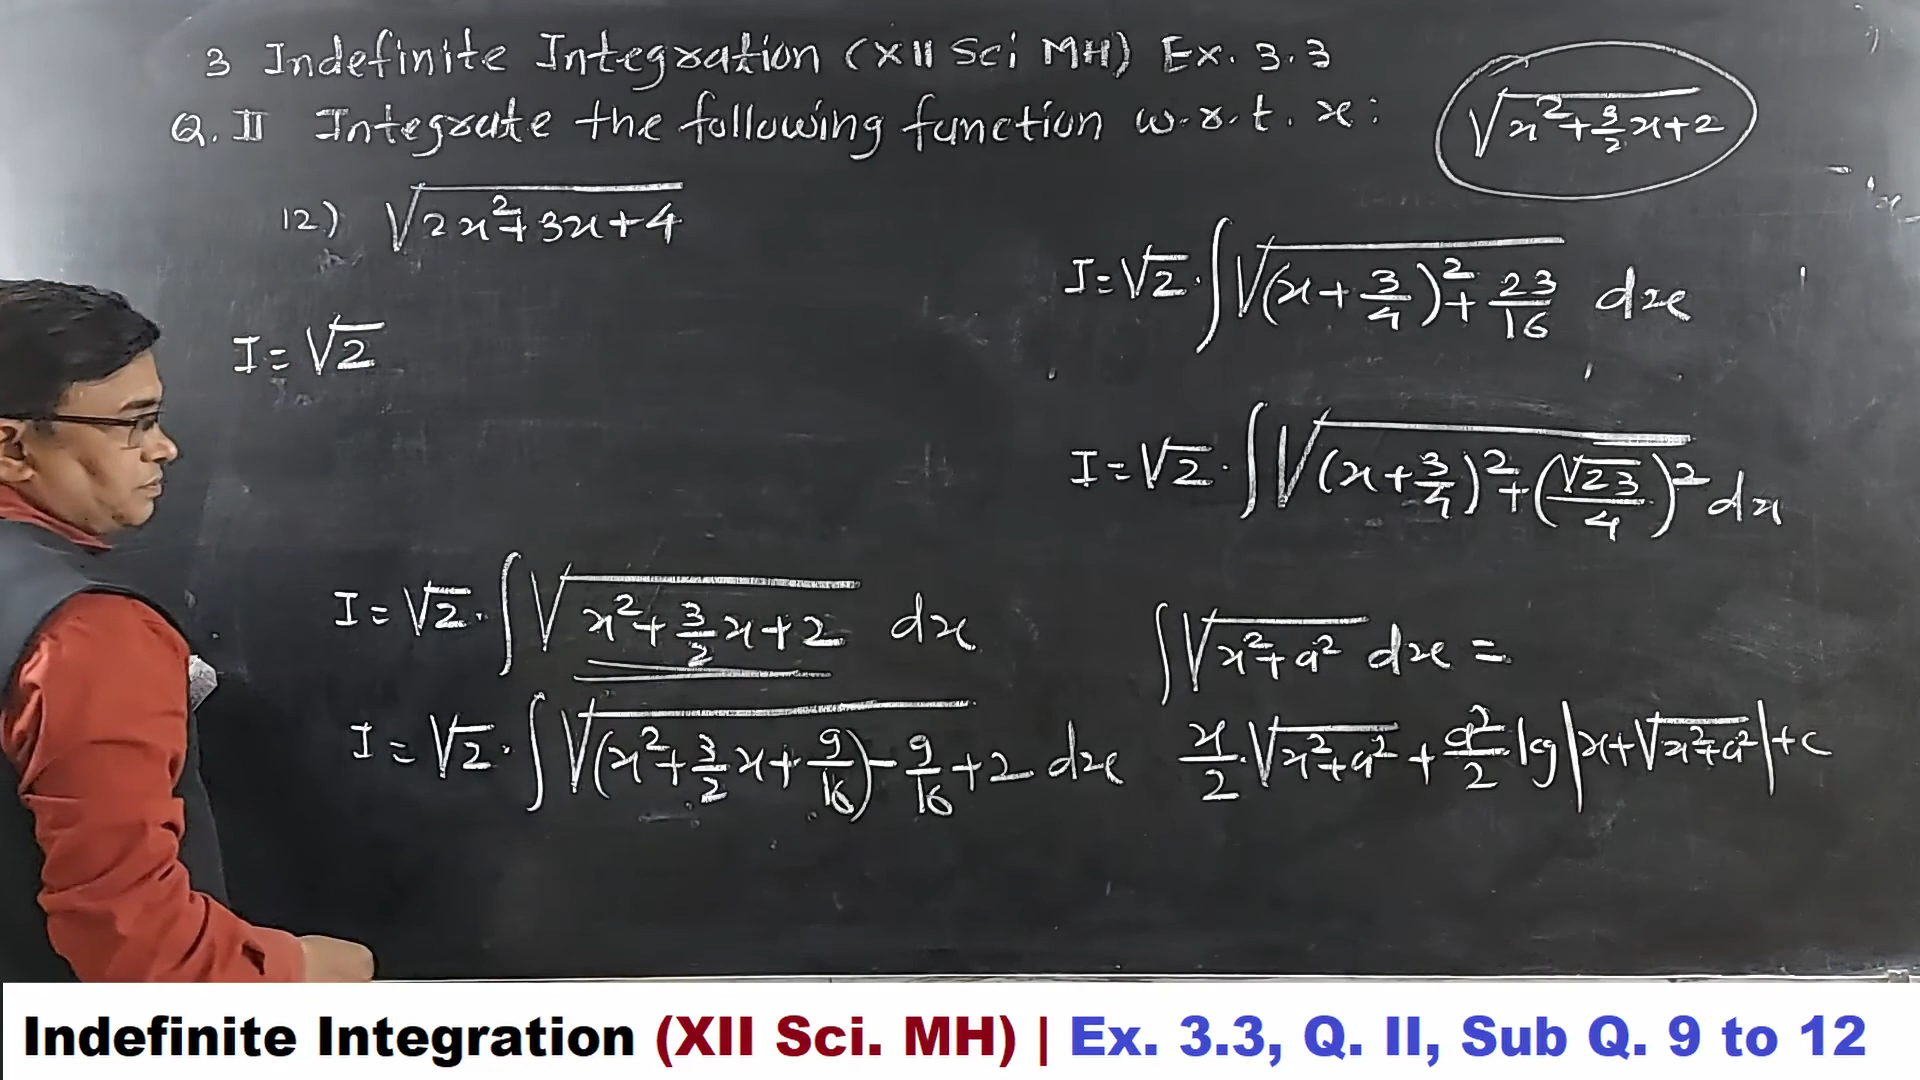 3 Indefinite Integration (XII Sci MH) Ex. 3.3
Q. II Integrate the following function w.r.t. x:
√(x²+3/2x+2)
12) √(2x²+3x+4)
I=√2
I=√2·∫√(x²+3/2x+2) dx
I=√2·∫√((x²+3/2x+9/16)-9/16+2 dx
I=√2·∫√((x+3/4)²+23/16) dx
I=√2·∫√((x+3/4)²+(√23/4)²) dx
∫√(x²+a²) dx =
x/2·√(x²+a²)+a²/2·log|x+√(x²+a²)|+c
Indefinite Integration (XII Sci. MH) | Ex. 3.3, Q. II, Sub Q. 9 to 12